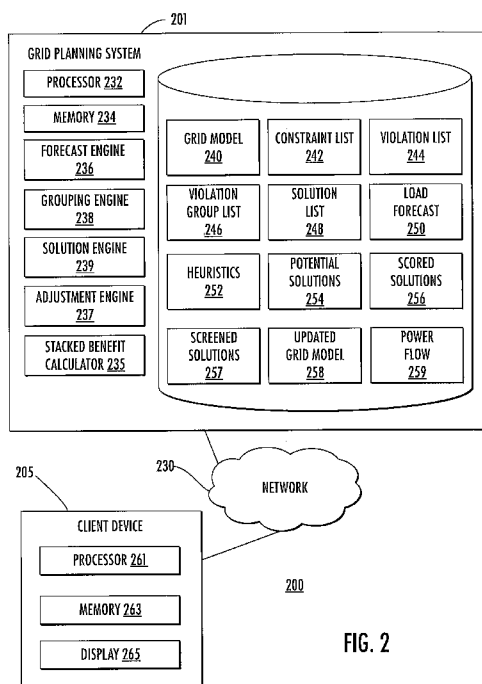 201
GRID PLANNING SYSTEM
PROCESSOR 232
MEMORY 234
FORECAST ENGINE
236
GROUPING ENGINE
238
SOLUTION ENGINE
239
ADJUSTMENT ENGINE
237
STACKED BENEFIT
CALCULATOR 235
GRID MODEL
240
CONSTRAINT LIST
242
VIOLATION LIST
244
VIOLATION
GROUP LIST
246
SOLUTION
LIST
248
LOAD
FORECAST
250
HEURISTICS
252
POTENTIAL
SOLUTIONS
254
SCORED
SOLUTIONS
256
SCREENED
SOLUTIONS
257
UPDATED
GRID MODEL
258
POWER
FLOW
259
230
NETWORK
205
CLIENT DEVICE
PROCESSOR 261
MEMORY 263
DISPLAY 265
200
FIG. 2